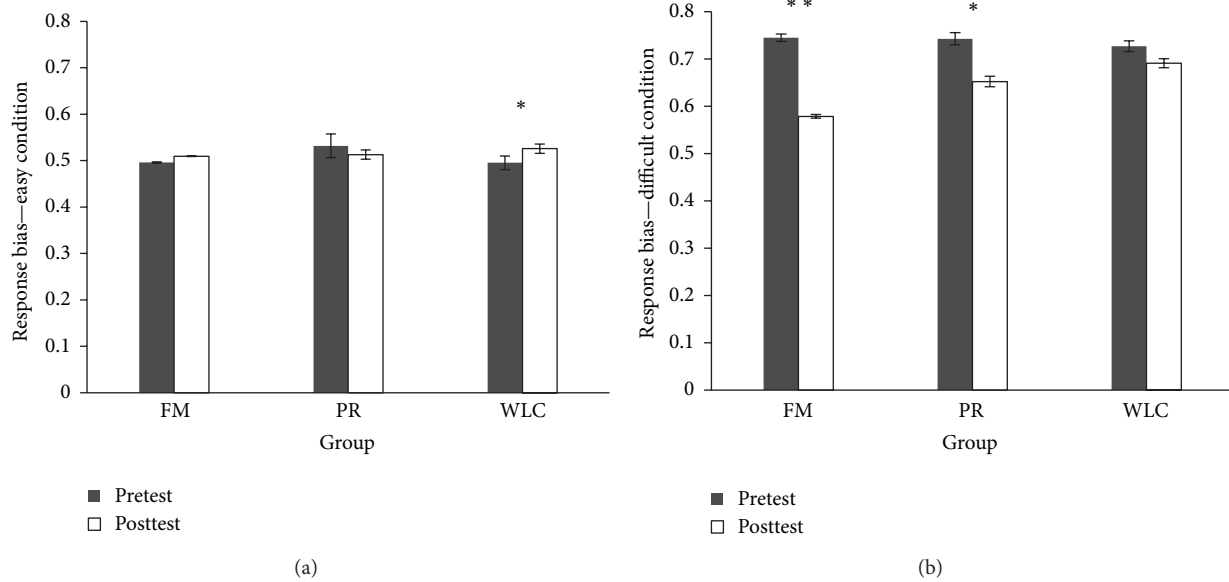 0.8
0.7
0.6
0.5
0.4
0.3
0.2
0.1
0
Response bias—easy condition
*
FM PR WLC
Group
Pretest
Posttest
(a)
0.8
0.7
0.6
0.5
0.4
0.3
0.2
0.1
0
Response bias—difficult condition
** *
FM PR WLC
Group
Pretest
Posttest
(b)